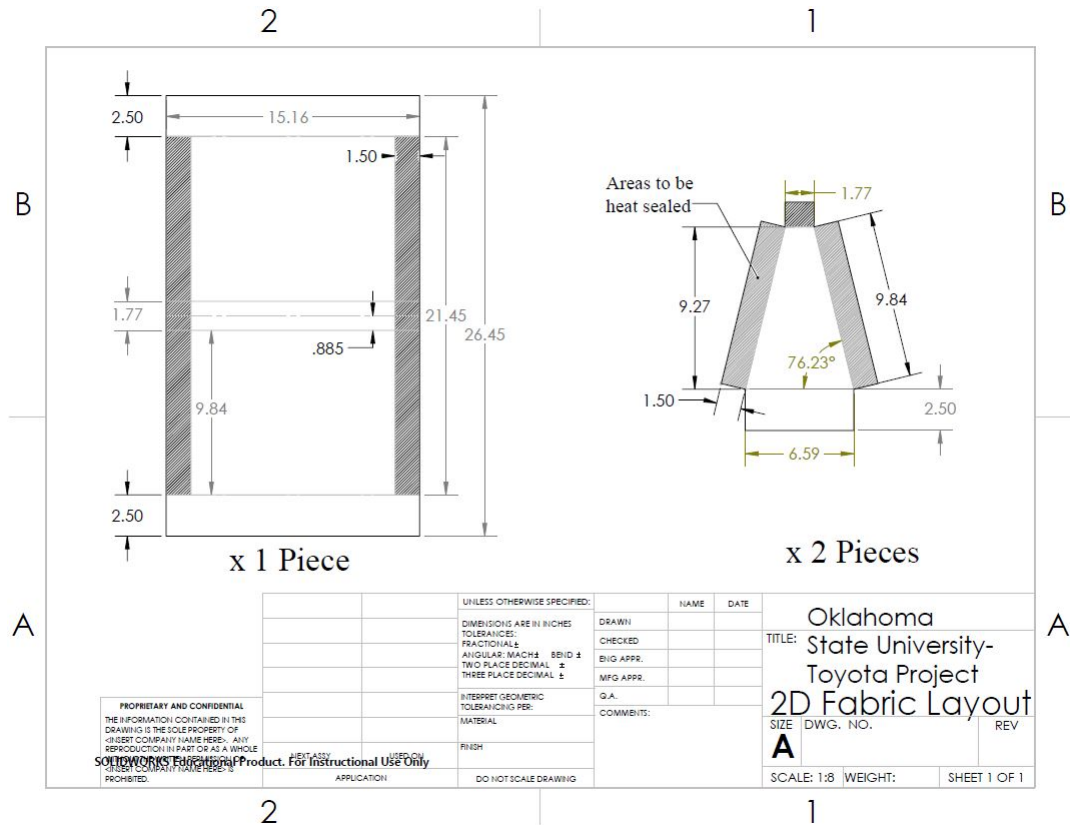 2
1
B
B
A
A
2.50
15.16
1.50
1.77
.885
21.45
26.45
9.84
2.50
x 1 Piece
Areas to be
heat sealed
1.77
9.27
9.84
76.23°
1.50
2.50
6.59
x 2 Pieces
PROPRIETARY AND CONFIDENTIAL
THE INFORMATION CONTAINED IN THIS
DRAWING IS THE SOLE PROPERTY OF
<INSERT COMPANY NAME HERE>. ANY
REPRODUCTION IN PART OR AS A WHOLE
<INSERT COMPANY NAME HERE> IS
PROHIBITED.
SOLIDWORKS Educational Product. For Instructional Use Only
NEXT ASSY
USED ON
APPLICATION
UNLESS OTHERWISE SPECIFIED:
DIMENSIONS ARE IN INCHES
TOLERANCES:
FRACTIONAL±
ANGULAR: MACH± BEND ±
TWO PLACE DECIMAL ±
THREE PLACE DECIMAL ±
INTERPRET GEOMETRIC
TOLERANCING PER:
MATERIAL
FINISH
DO NOT SCALE DRAWING
NAME
DATE
DRAWN
CHECKED
ENG APPR.
MFG APPR.
Q.A.
COMMENTS:
TITLE:
Oklahoma
State University-
Toyota Project
2D Fabric Layout
SIZE
A
DWG. NO.
REV
SCALE: 1:8
WEIGHT:
SHEET 1 OF 1
2
1